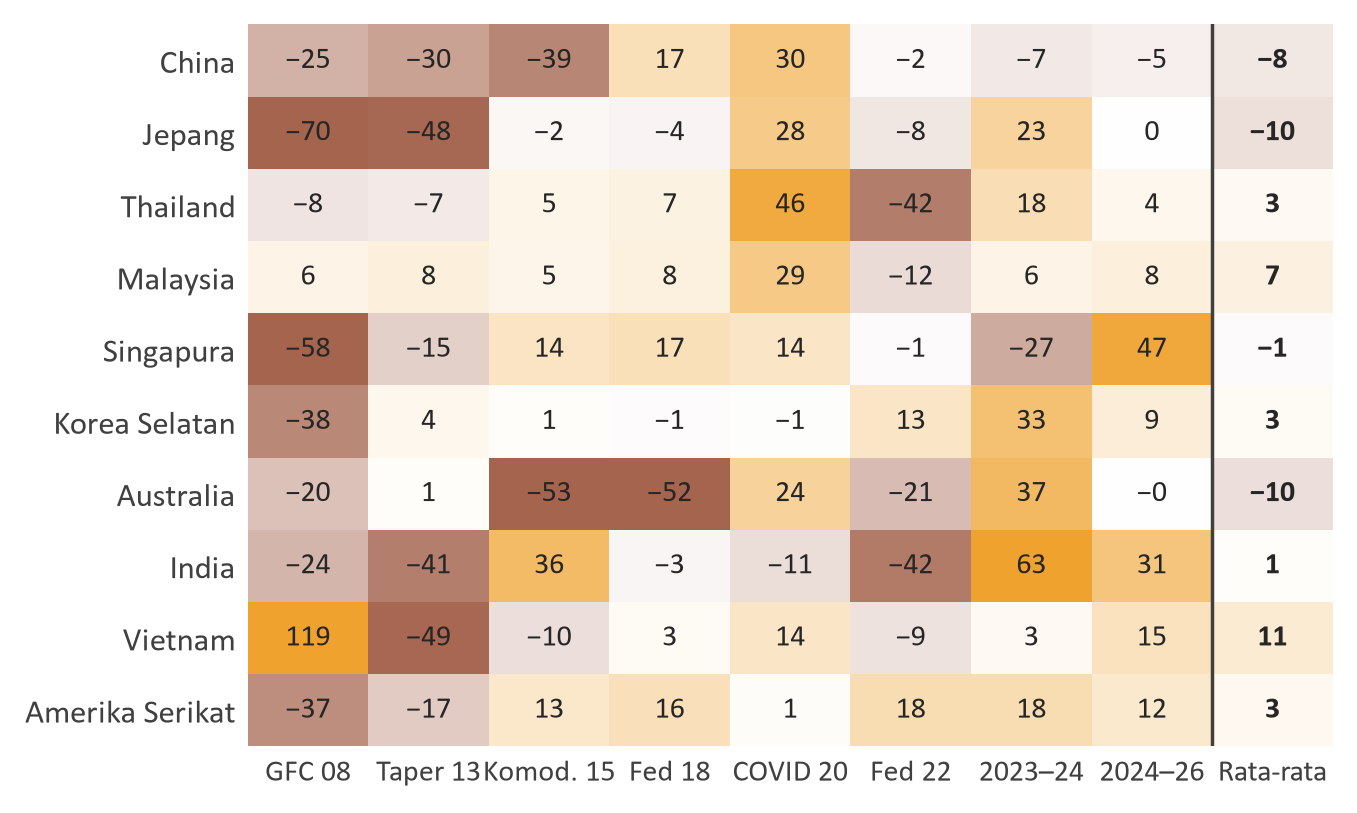 China −25 −30 −39 17 30 −2 −7 −5 −8
Jepang −70 −48 −2 −4 28 −8 23 0 −10
Thailand −8 −7 5 7 46 −42 18 4 3
Malaysia 6 8 5 8 29 −12 6 8 7
Singapura −58 −15 14 17 14 −1 −27 47 −1
Korea Selatan −38 4 1 −1 −1 13 33 9 3
Australia −20 1 −53 −52 24 −21 37 −0 −10
India −24 −41 36 −3 −11 −42 63 31 1
Vietnam 119 −49 −10 3 14 −9 3 15 11
Amerika Serikat −37 −17 13 16 1 18 18 12 3
GFC 08 Taper 13 Komod. 15 Fed 18 COVID 20 Fed 22 2023–24 2024–26 Rata-rata